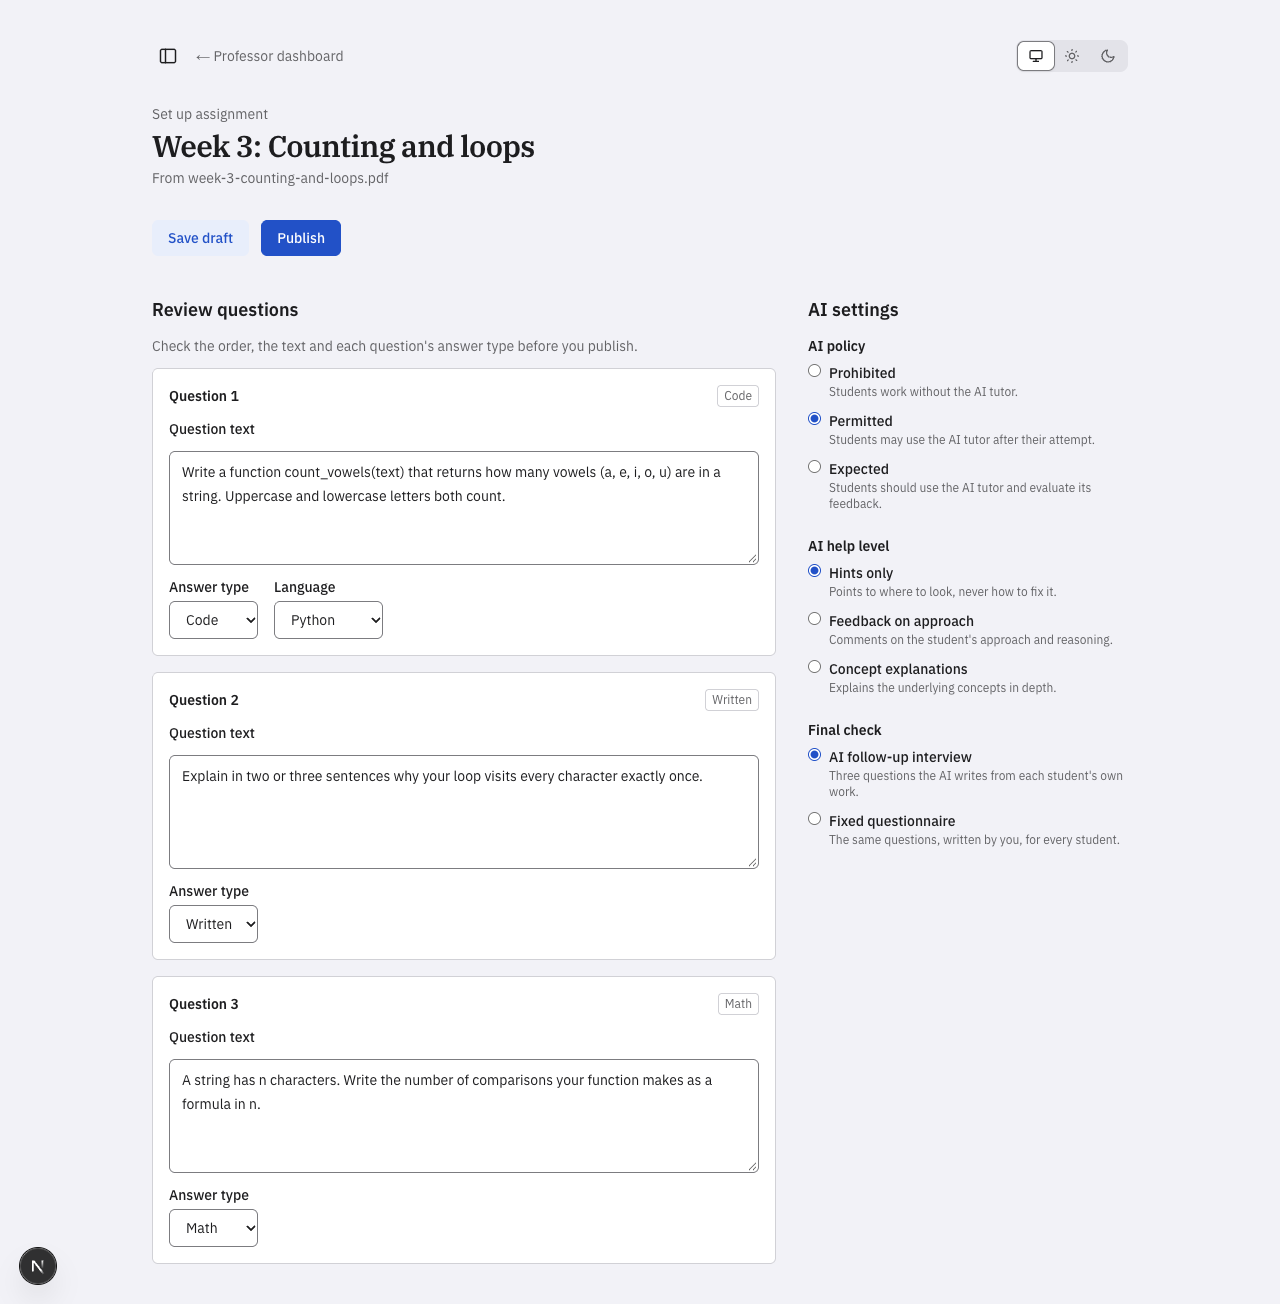 ← Professor dashboard
Set up assignment
Week 3: Counting and loops
From week-3-counting-and-loops.pdf
Save draft
Publish
Review questions
Check the order, the text and each question's answer type before you publish.
Question 1
Code
Question text
Write a function count_vowels(text) that returns how many vowels (a, e, i, o, u) are in a
string. Uppercase and lowercase letters both count.
Answer type
Language
Code
Python
Question 2
Written
Question text
Explain in two or three sentences why your loop visits every character exactly once.
Answer type
Written
Question 3
Math
Question text
A string has n characters. Write the number of comparisons your function makes as a
formula in n.
Answer type
Math
AI settings
AI policy
Prohibited
Students work without the AI tutor.
Permitted
Students may use the AI tutor after their attempt.
Expected
Students should use the AI tutor and evaluate its
feedback.
AI help level
Hints only
Points to where to look, never how to fix it.
Feedback on approach
Comments on the student's approach and reasoning.
Concept explanations
Explains the underlying concepts in depth.
Final check
AI follow-up interview
Three questions the AI writes from each student's own
work.
Fixed questionnaire
The same questions, written by you, for every student.
N